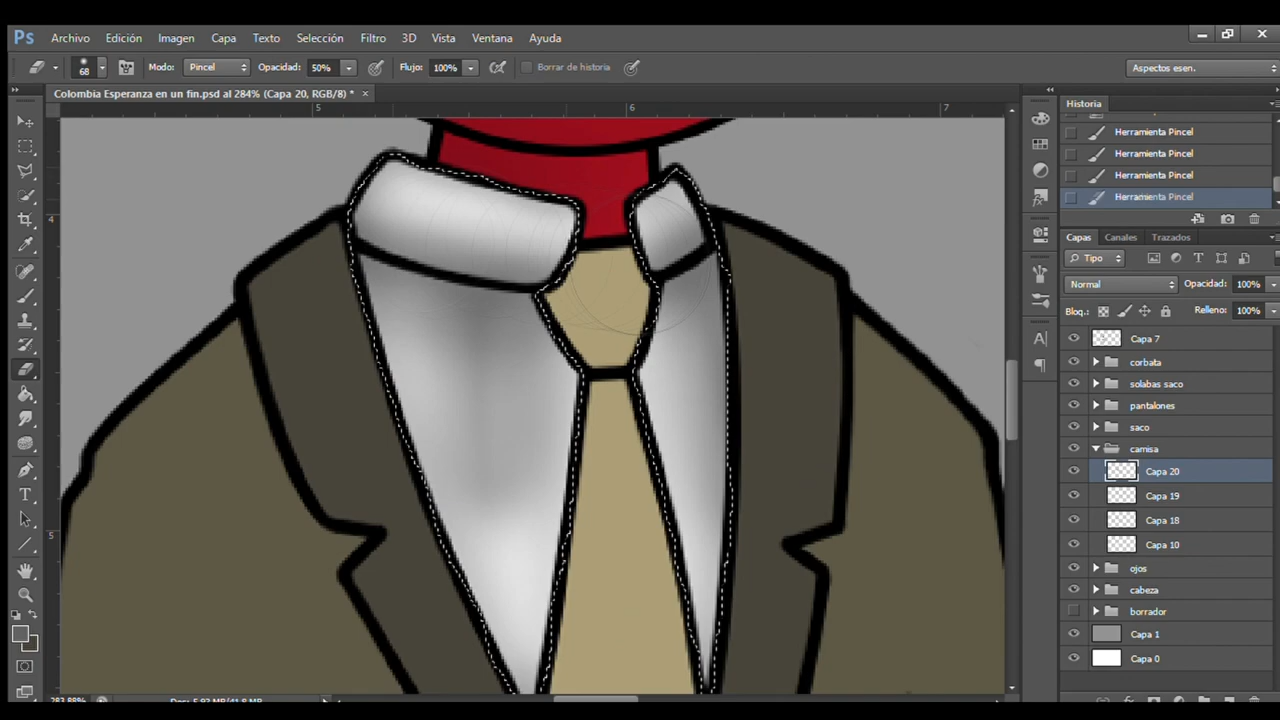 Ps Archivo Edición Imagen Capa Texto Selección Filtro 3D Vista Ventana Ayuda
68 Modo: Pincel Opacidad: 50% Flujo: 100% Borrar de historia Aspectos esen.
Colombia Esperanza en un fin.psd al 284% (Capa 20, RGB/8) * ×
5 6 7
4
5
Historia
Herramienta Pincel
Herramienta Pincel
Herramienta Pincel
Herramienta Pincel
Capas Canales Trazados
Tipo
Normal Opacidad: 100%
Bloq.: Relleno: 100%
Capa 7
corbata
solabas saco
pantalones
saco
camisa
Capa 20
Capa 19
Capa 18
Capa 10
ojos
cabeza
borrador
Capa 1
Capa 0